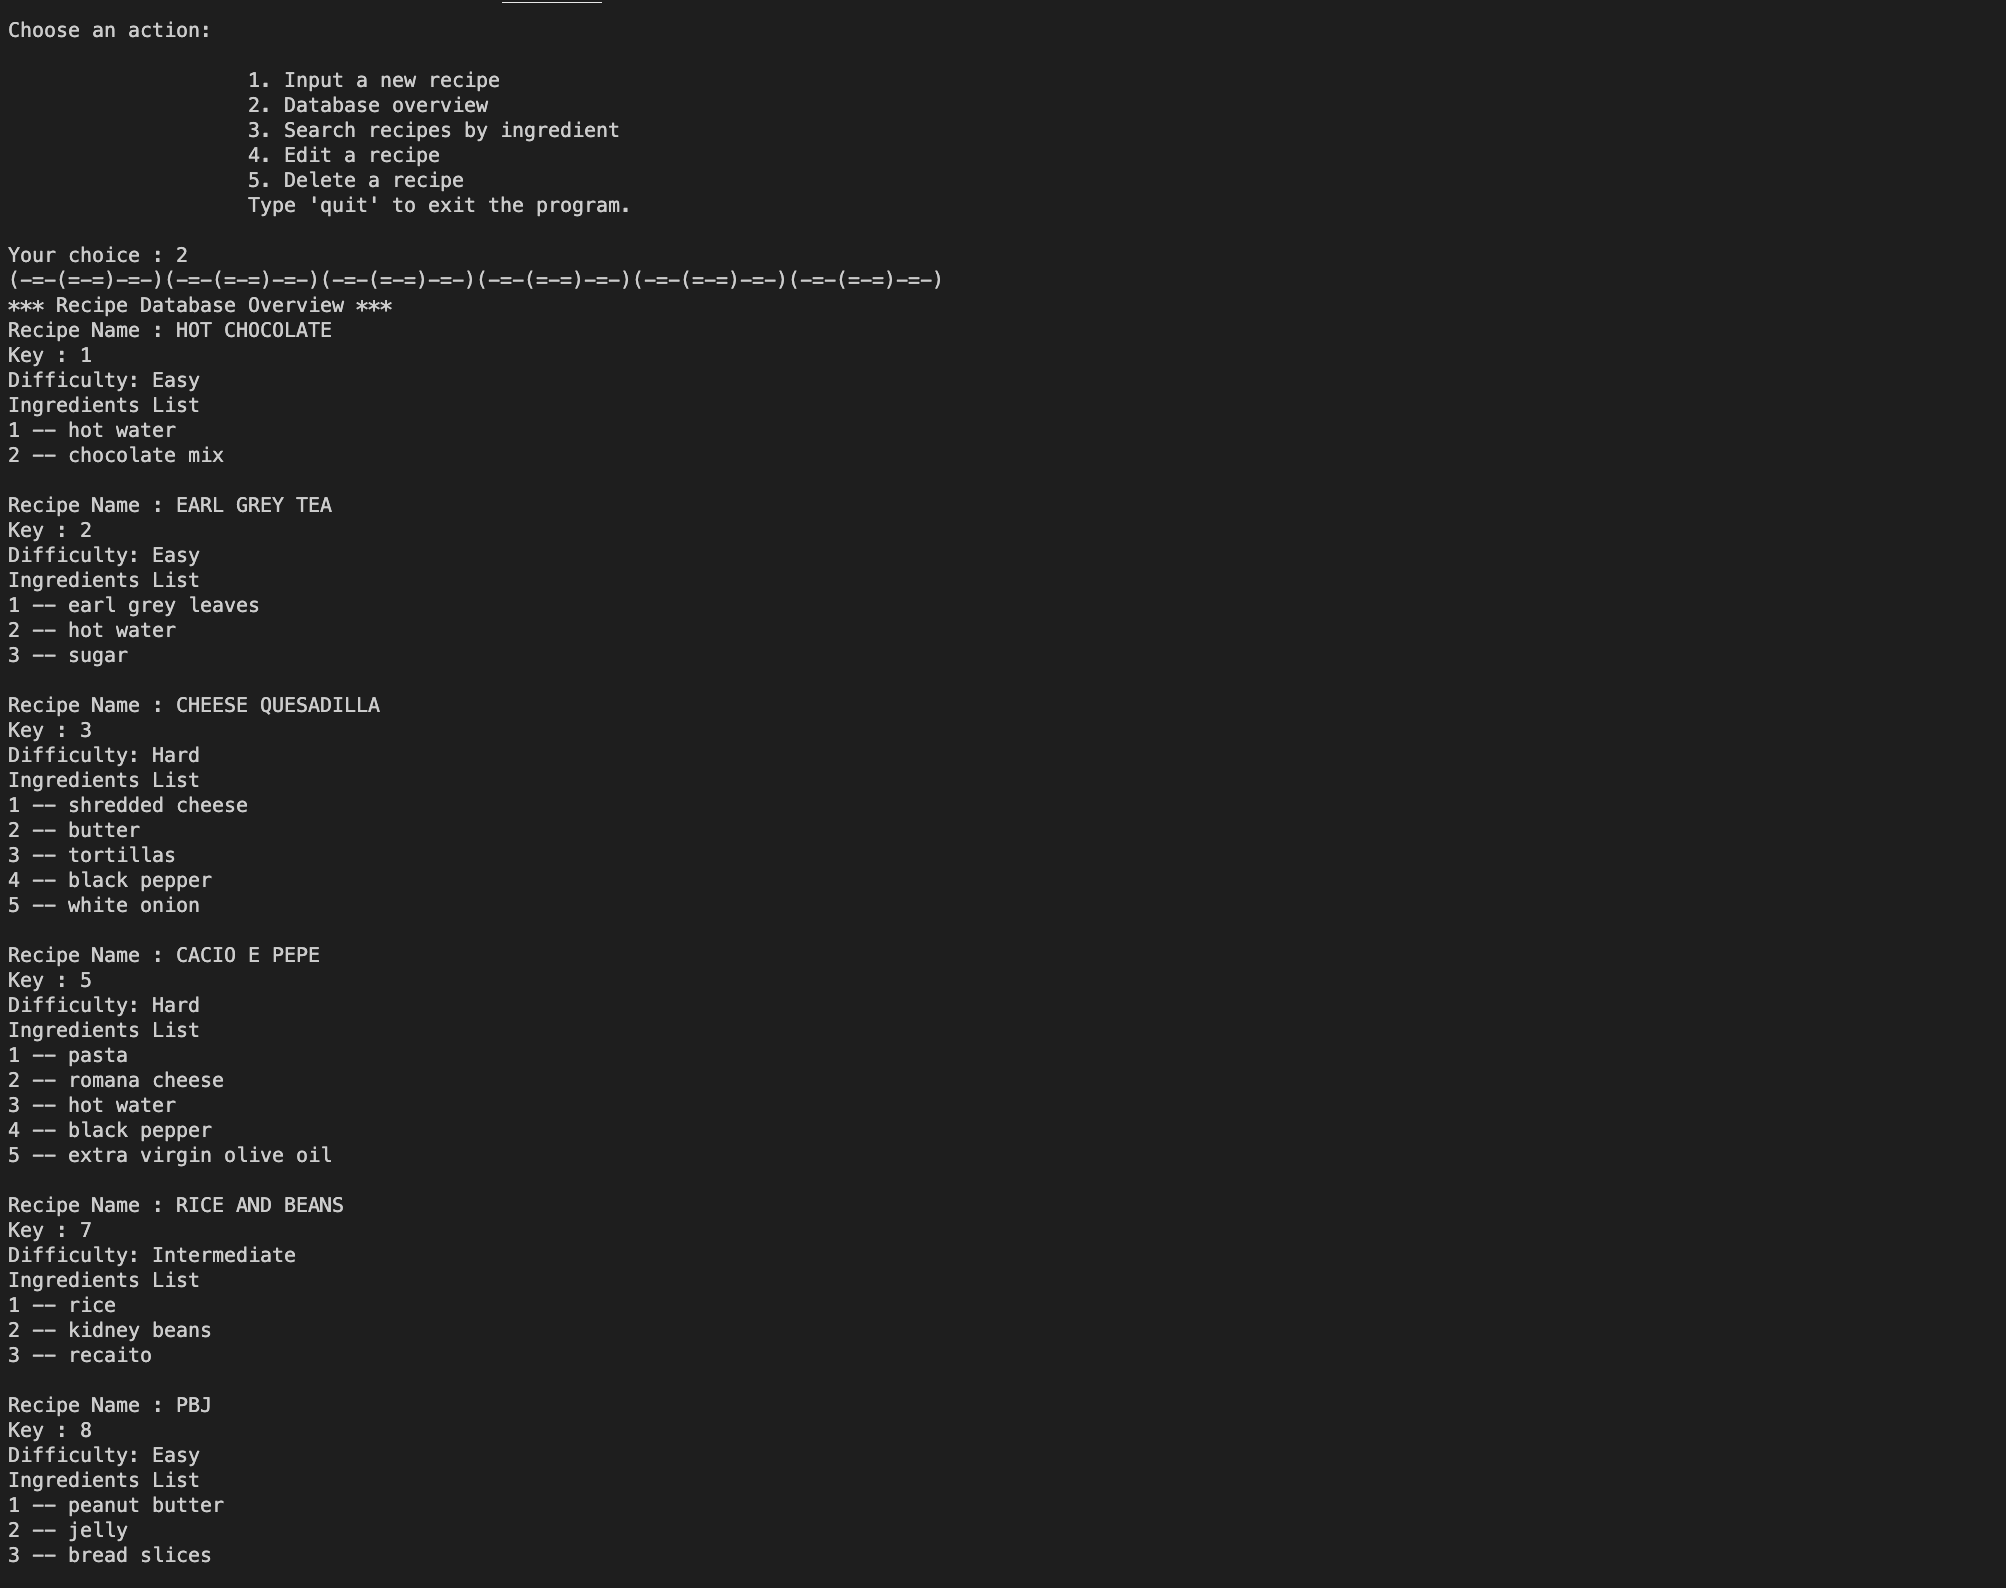 Choose an action:
1. Input a new recipe
2. Database overview
3. Search recipes by ingredient
4. Edit a recipe
5. Delete a recipe
Type 'quit' to exit the program.
Your choice : 2
(-=-(=-=)-=-)(-=-(=-=)-=-)(-=-(=-=)-=-)(-=-(=-=)-=-)(-=-(=-=)-=-)(-=-(=-=)-=-)
*** Recipe Database Overview ***
Recipe Name : HOT CHOCOLATE
Key : 1
Difficulty: Easy
Ingredients List
1 -- hot water
2 -- chocolate mix
Recipe Name : EARL GREY TEA
Key : 2
Difficulty: Easy
Ingredients List
1 -- earl grey leaves
2 -- hot water
3 -- sugar
Recipe Name : CHEESE QUESADILLA
Key : 3
Difficulty: Hard
Ingredients List
1 -- shredded cheese
2 -- butter
3 -- tortillas
4 -- black pepper
5 -- white onion
Recipe Name : CACIO E PEPE
Key : 5
Difficulty: Hard
Ingredients List
1 -- pasta
2 -- romana cheese
3 -- hot water
4 -- black pepper
5 -- extra virgin olive oil
Recipe Name : RICE AND BEANS
Key : 7
Difficulty: Intermediate
Ingredients List
1 -- rice
2 -- kidney beans
3 -- recaito
Recipe Name : PBJ
Key : 8
Difficulty: Easy
Ingredients List
1 -- peanut butter
2 -- jelly
3 -- bread slices